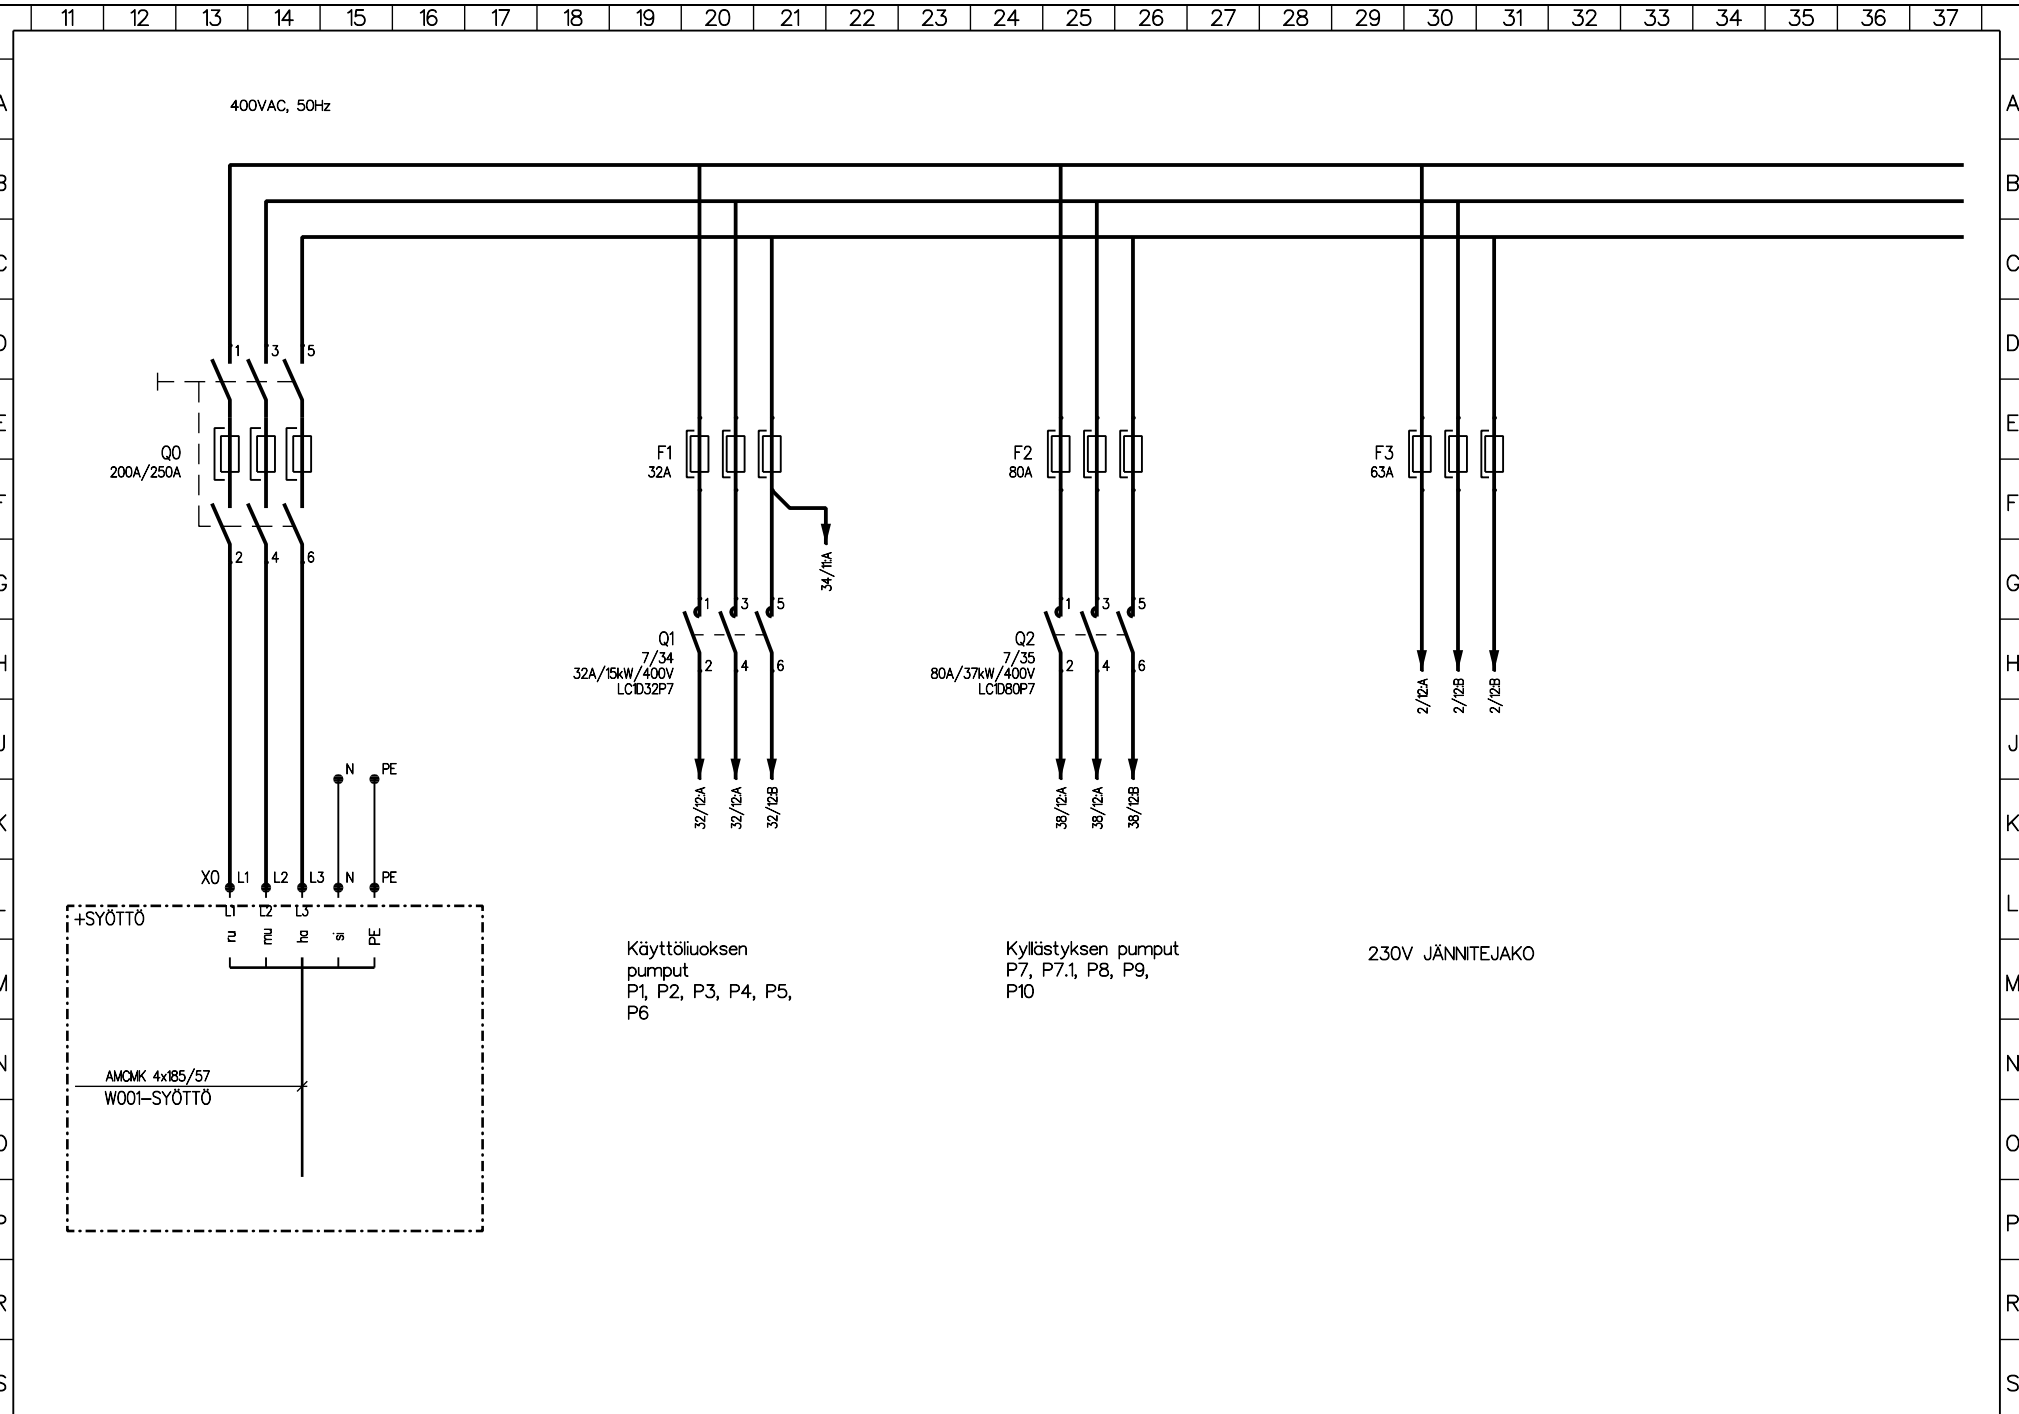 11 12 13 14 15 16 17 18 19 20 21 22 23 24 25 26 27 28 29 30 31 32 33 34 35 36 37
A A
400VAC, 50Hz
B B
C C
D D
1 3 5
E E
Q0
200A/250A
F1
32A
F2
80A
F3
63A
F F
2 4 6
34/11:A
G G
1 3 5
1 3 5
Q1
7/34
32A/15kW/400V
LC1D32P7
2 4 6
Q2
7/35
80A/37kW/400V
LC1D80P7
2 4 6
H H
2/12:A 2/12:B 2/12:B
J J
N PE
32/12:A 32/12:A 32/12:B
38/12:A 38/12:A 38/12:B
K K
X0 L1 L2 L3 N PE
L L
+SYÖTTÖ
L1 L2 L3
ru mu ha si PE
Käyttöliuoksen
pumput
P1, P2, P3, P4, P5,
P6
Kyllästyksen pumput
P7, P7.1, P8, P9,
P10
230V JÄNNITEJAKO
M M
N N
AMCMK 4x185/57
W001-SYÖTTÖ
O O
P P
R R
S S